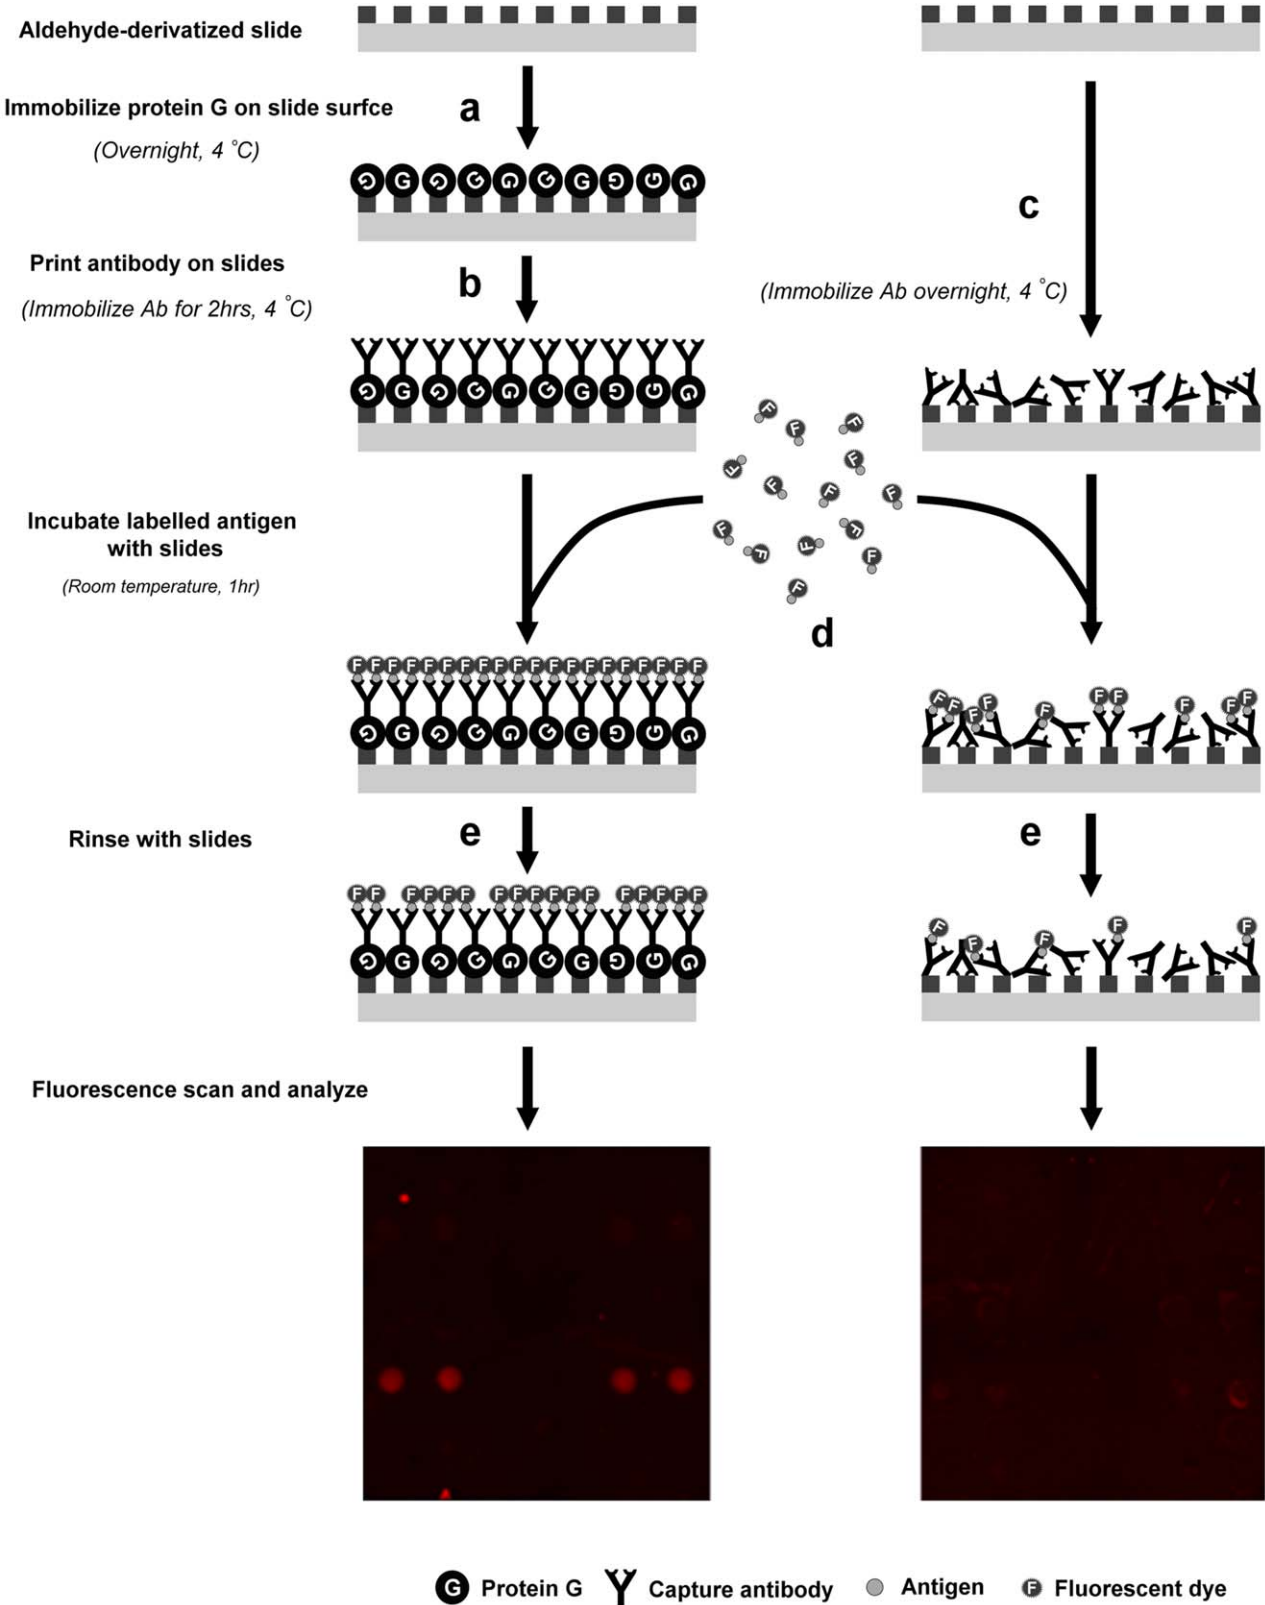 Aldehyde-derivatized slide
Immobilize protein G on slide surfce
(Overnight, 4 °C)
a
G G G G G G G G G G
c
Print antibody on slides
(Immobilize Ab for 2hrs, 4 °C)
b
(Immobilize Ab overnight, 4 °C)
G G G G G G G G G G
F F F F F F F F F F F F F F
Incubate labelled antigen
with slides
(Room temperature, 1hr)
d
F F F F F F F F F F F F F F F F F F F F
G G G G G G G G G G
F F F F F F F F F F
Rinse with slides
e
e
F F F F F F F F F F F F F F F F F
G G G G G G G G G G
F F F F F
Fluorescence scan and analyze
G Protein G
Capture antibody
Antigen
F Fluorescent dye